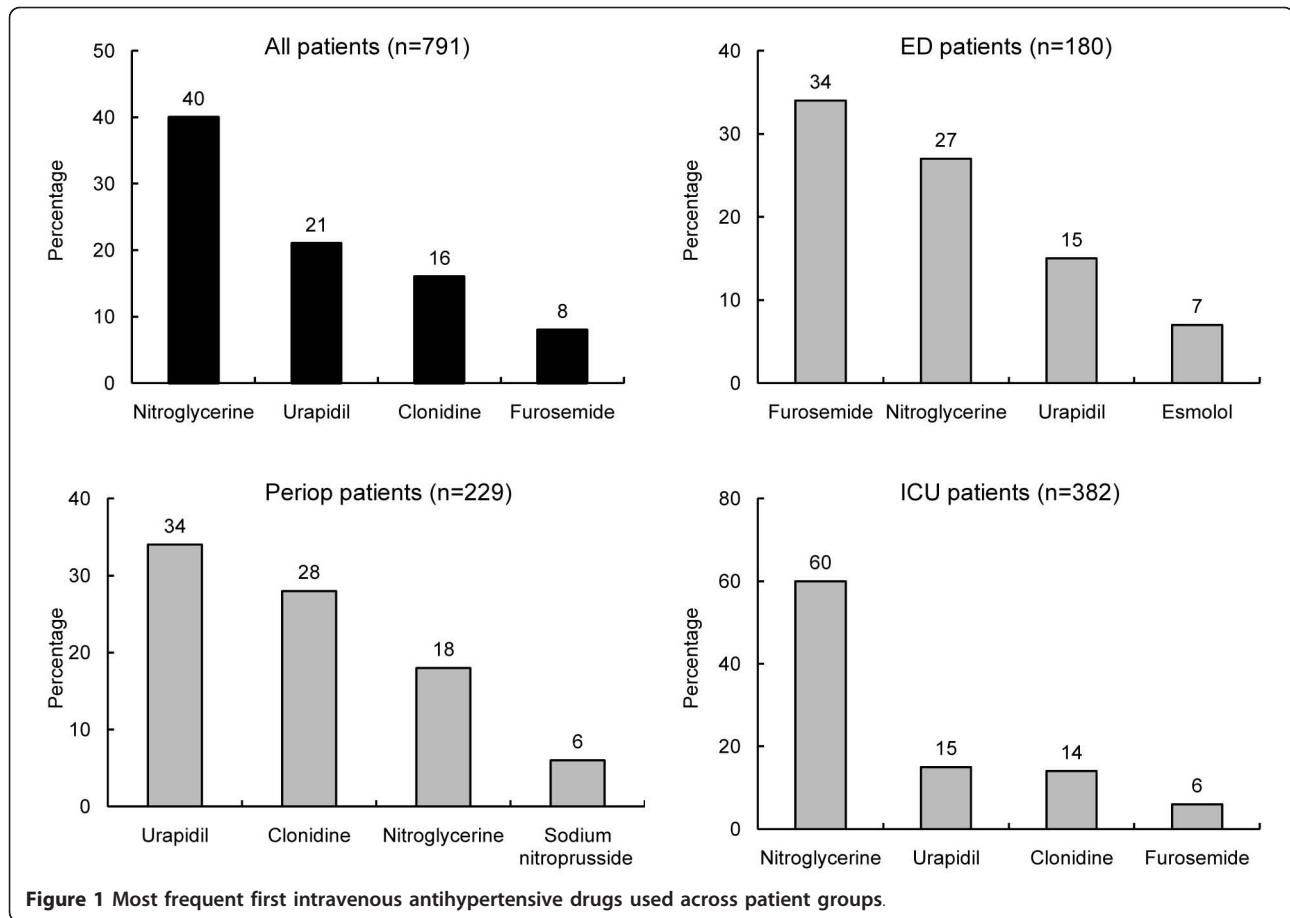 All patients (n=791)
50
40
30
20
10
0
Percentage
40
21
16
8
Nitroglycerine Urapidil Clonidine Furosemide
ED patients (n=180)
40
30
20
10
0
Percentage
34
27
15
7
Furosemide Nitroglycerine Urapidil Esmolol
Periop patients (n=229)
40
30
20
10
0
Percentage
34
28
18
6
Urapidil Clonidine Nitroglycerine Sodium
nitroprusside
ICU patients (n=382)
80
60
40
20
0
Percentage
60
15
14
6
Nitroglycerine Urapidil Clonidine Furosemide
Figure 1 Most frequent first intravenous antihypertensive drugs used across patient groups.